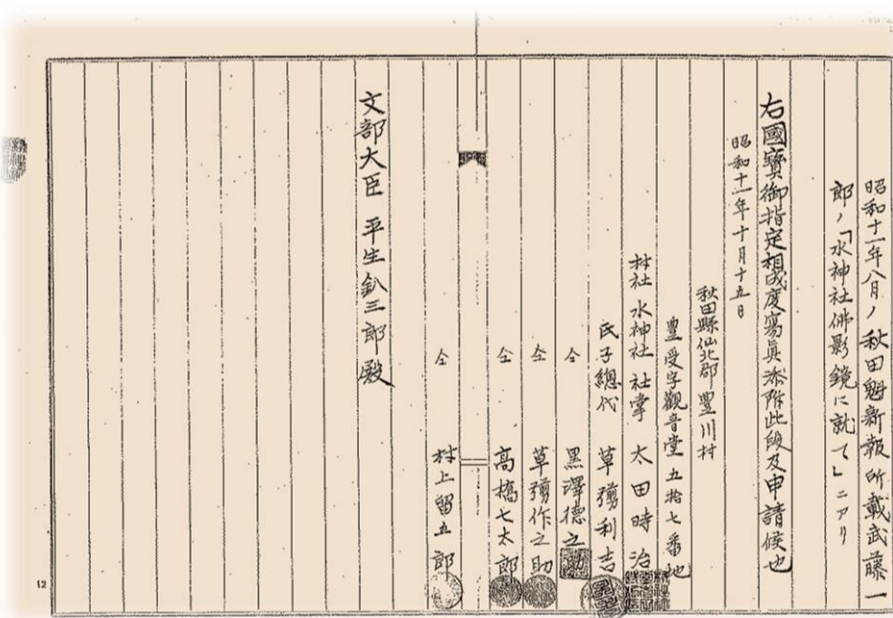 昭和十一年八月ノ秋田魁新報所載武藤一
郎ノ「水神社佛影鏡に就て」ニアリ
右國寶御指定相成度寫眞添附此段及申請候也
昭和十一年十月十五日
秋田縣仙北郡豊川村
豊受字觀音堂五拾七番地
村社 水神社 社掌 太田時治
氏子總代 草彅利吉
仝 黒澤德之助
仝 草彅作之助
仝 高橋七太郎
仝 村上留五郎
文部大臣 平生釟三郎殿
12